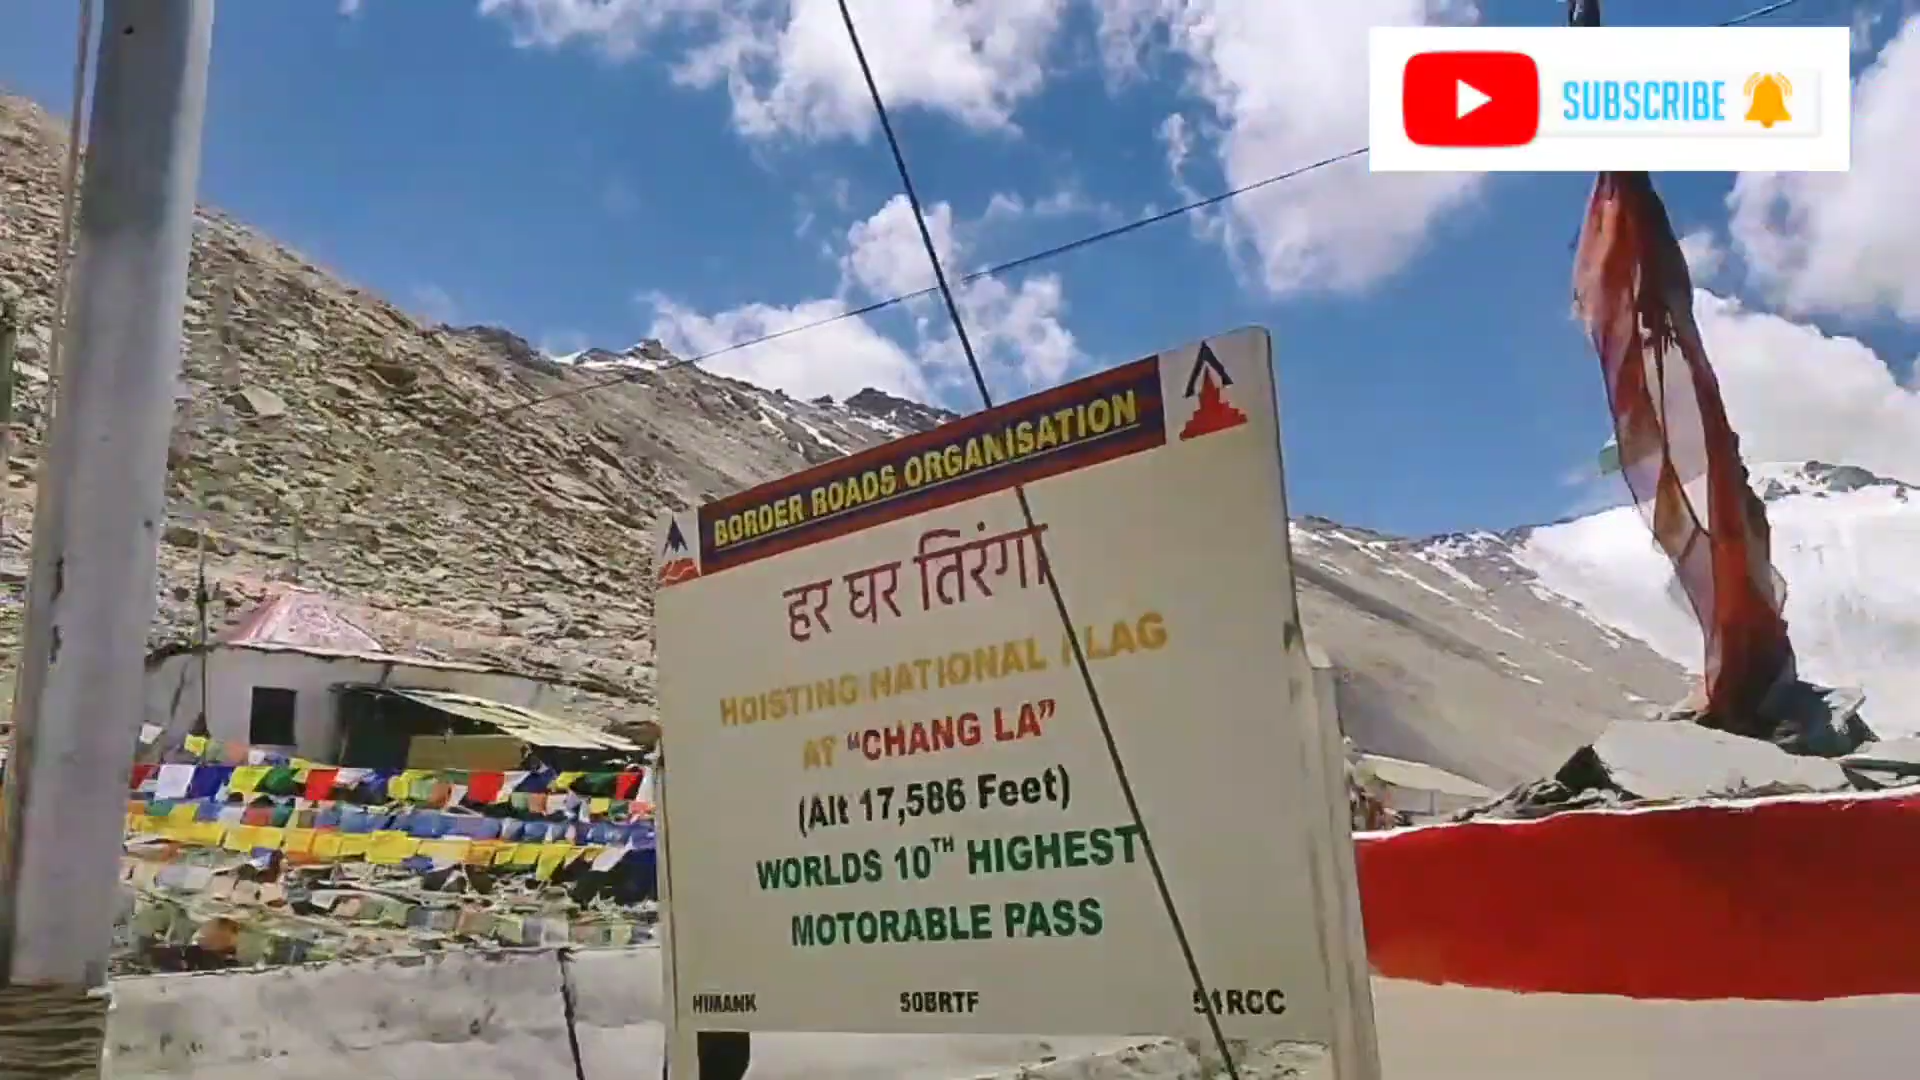 SUBSCRIBE
BORDER ROADS ORGANISATION
हर घर तिरंगा
HOISTING NATIONAL FLAG
AT “CHANG LA”
(Alt 17,586 Feet)
WORLDS 10TH HIGHEST
MOTORABLE PASS
HIMANK 50BRTF 51RCC